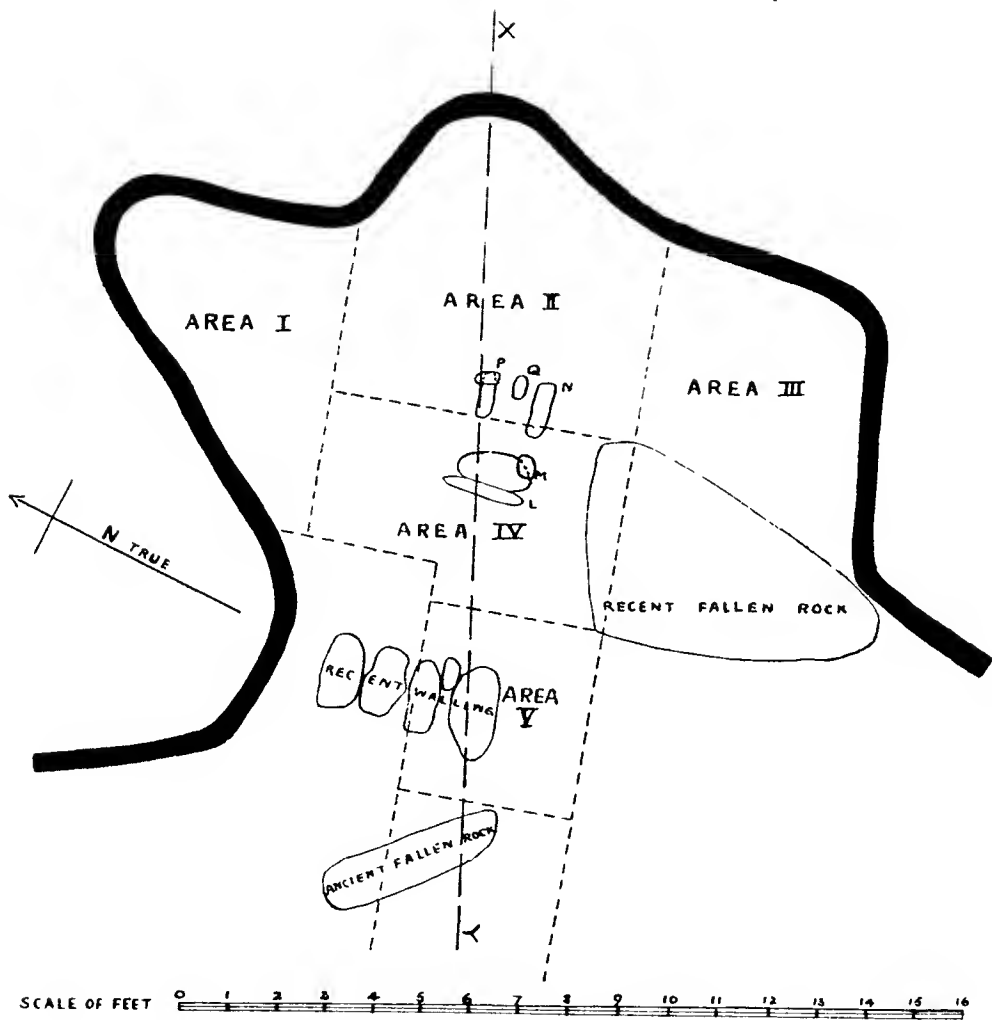 X
AREA II
AREA I
P
Q
N
AREA III
M
L
AREA IV
N TRUE
RECENT FALLEN ROCK
RECENT WALLING
AREA V
ANCIENT FALLEN ROCK
Y
SCALE OF FEET 0 1 2 3 4 5 6 7 8 9 10 11 12 13 14 15 16